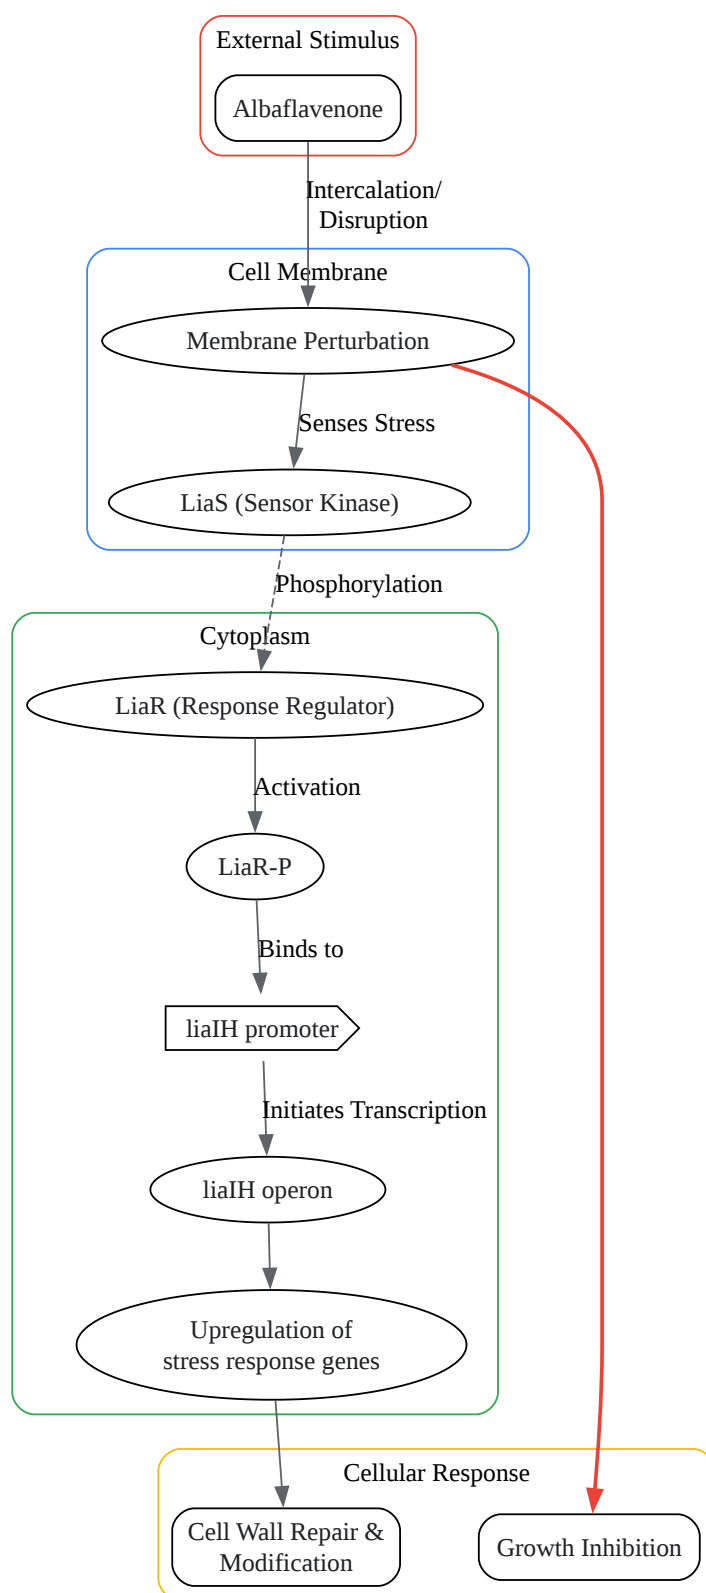 External Stimulus
Albaflavenone
Intercalation/
Disruption
Cell Membrane
Membrane Perturbation
Senses Stress
LiaS (Sensor Kinase)
Phosphorylation
Cytoplasm
LiaR (Response Regulator)
Activation
LiaR-P
Binds to
liaIH promoter
Initiates Transcription
liaIH operon
Upregulation of
stress response genes
Cellular Response
Cell Wall Repair &
Modification
Growth Inhibition